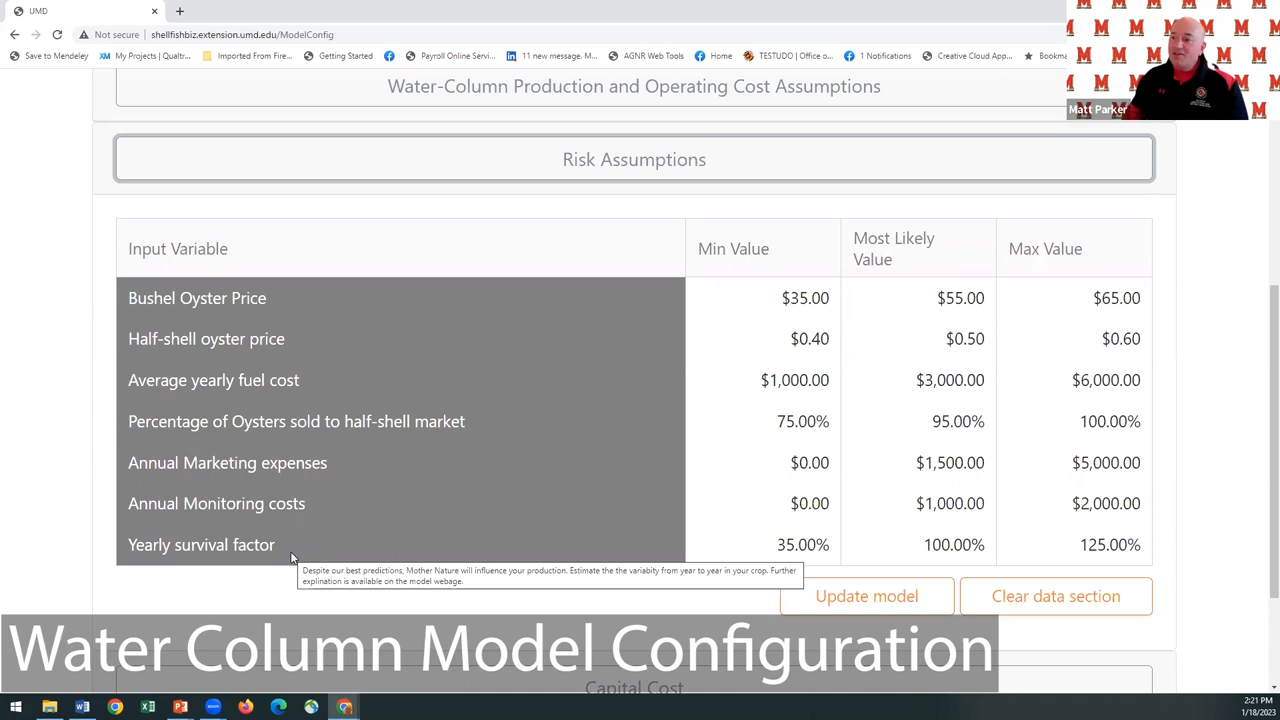 UMD
Not secure shellfishbiz.extension.umd.edu/ModelConfig
Save to Mendeley My Projects | Qualtr... Imported From Fire... Getting Started Payroll Online - Ce... 11 new message. M... AGNR Web Tools Home TESTUDO | Office o... 1 Notifications Creative Cloud App... Bookma
Matt Parker
Water-Column Production and Operating Cost Assumptions
Risk Assumptions
Input Variable Min Value Most Likely Value Max Value
Bushel Oyster Price $35.00 $55.00 $65.00
Half-shell oyster price $0.40 $0.50 $0.60
Average yearly fuel cost $1,000.00 $3,000.00 $6,000.00
Percentage of Oysters sold to half-shell market 75.00% 95.00% 100.00%
Annual Marketing expenses $0.00 $1,500.00 $5,000.00
Annual Monitoring costs $0.00 $1,000.00 $2,000.00
Yearly survival factor 35.00% 100.00% 125.00%
Despite our best predictions, Mother Nature will influence your production. Estimate the the variabity from year to year in your crop. Further
explination is available on the model webage.
Update model Clear data section
Water Column Model Configuration
Capital Cost
2:21 PM
1/18/2023